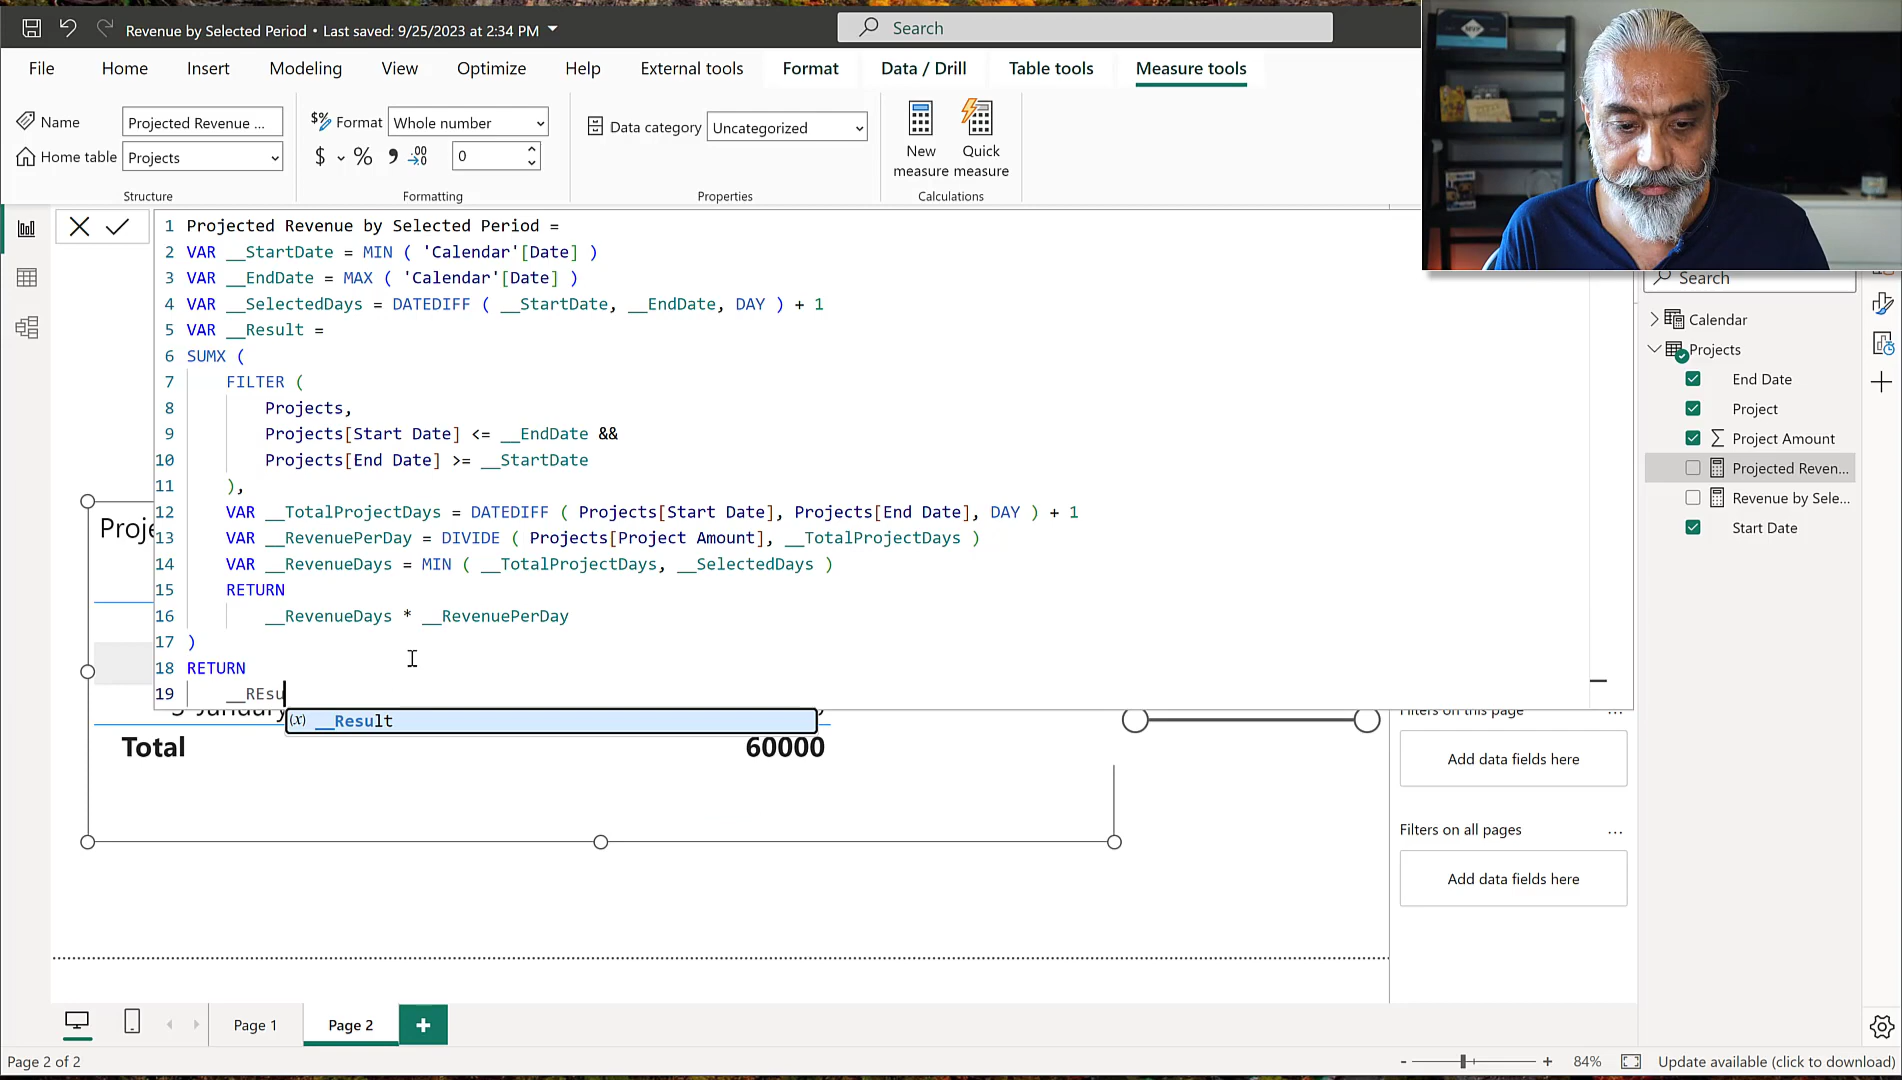 Revenue by Selected Period • Last saved: 9/25/2023 at 2:34 PM
Search
File
Home
Insert
Modeling
View
Optimize
Help
External tools
Format
Data / Drill
Table tools
Measure tools
Name
Projected Revenue ...
Home table
Projects
Structure
Format
Whole number
0
Formatting
Data category
Uncategorized
Properties
New measure
Quick measure
Calculations
1 Projected Revenue by Selected Period =
2 VAR __StartDate = MIN ( 'Calendar'[Date] )
3 VAR __EndDate = MAX ( 'Calendar'[Date] )
4 VAR __SelectedDays = DATEDIFF ( __StartDate, __EndDate, DAY ) + 1
5 VAR __Result =
6 SUMX (
7 FILTER (
8 Projects,
9 Projects[Start Date] <= __EndDate &&
10 Projects[End Date] >= __StartDate
11 ),
12 VAR __TotalProjectDays = DATEDIFF ( Projects[Start Date], Projects[End Date], DAY ) + 1
13 VAR __RevenuePerDay = DIVIDE ( Projects[Project Amount], __TotalProjectDays )
14 VAR __RevenueDays = MIN ( __TotalProjectDays, __SelectedDays )
15 RETURN
16 __RevenueDays * __RevenuePerDay
17 )
18 RETURN
19 __REsu
__Result
Total
60000
Search
Calendar
Projects
End Date
Project
Project Amount
Projected Reven...
Revenue by Sele...
Start Date
Filters on this page
...
Add data fields here
Filters on all pages
...
Add data fields here
Page 1
Page 2
Page 2 of 2
84%
Update available (click to download)